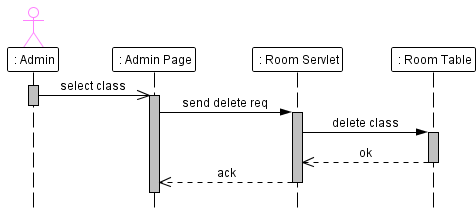 : Admin
: Admin Page
: Room Servlet
: Room Table
select class
send delete req
delete class
ok
ack